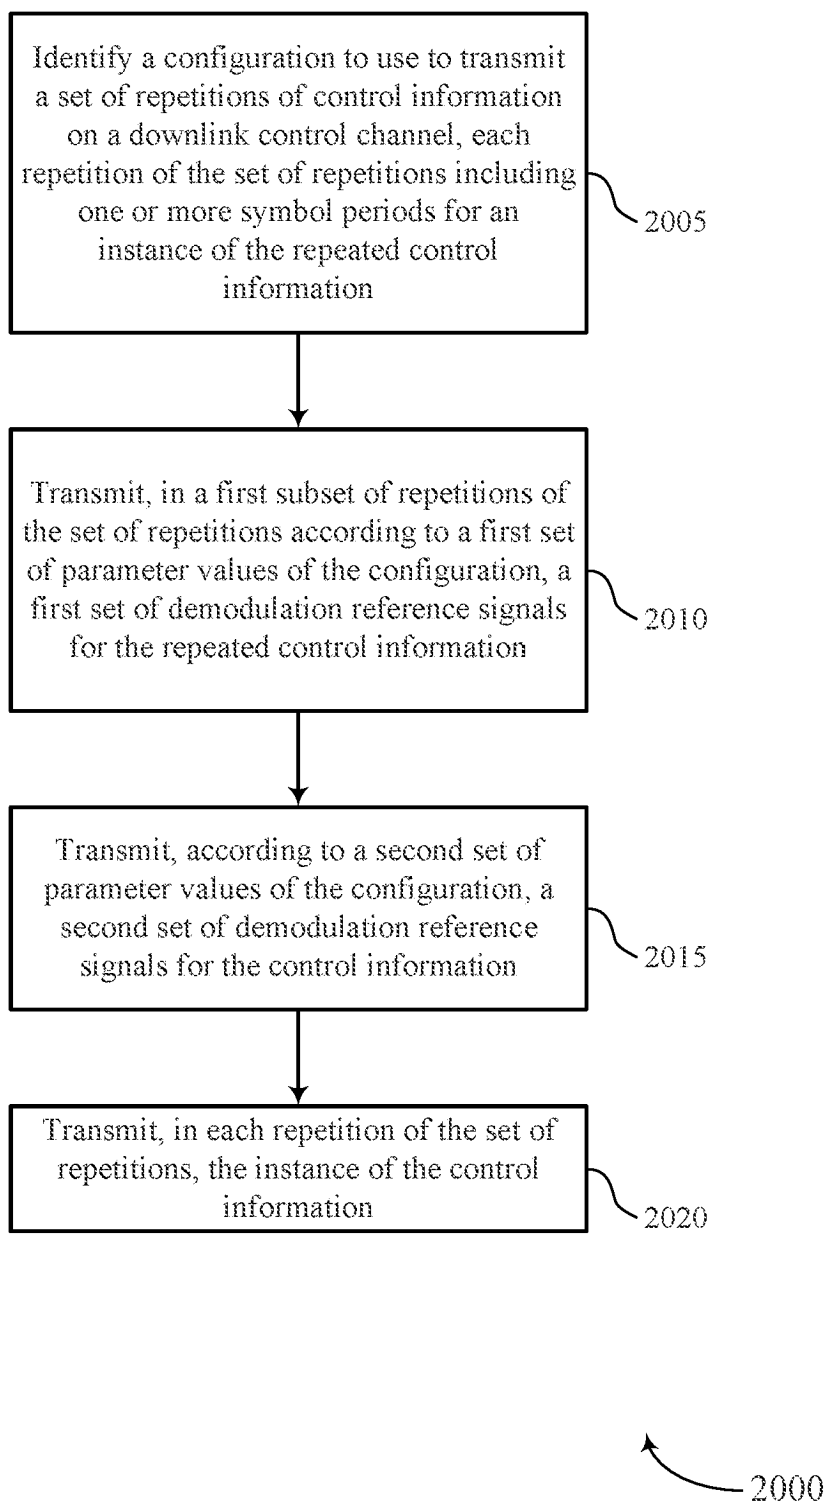 Identify a configuration to use to transmit
a set of repetitions of control information
on a downlink control channel, each
repetition of the set of repetitions including
one or more symbol periods for an
instance of the repeated control
information
2005
Transmit, in a first subset of repetitions of
the set of repetitions according to a first set
of parameter values of the configuration, a
first set of demodulation reference signals
for the repeated control information
2010
Transmit, according to a second set of
parameter values of the configuration, a
second set of demodulation reference
signals for the control information
2015
Transmit, in each repetition of the set of
repetitions, the instance of the control
information
2020
2000